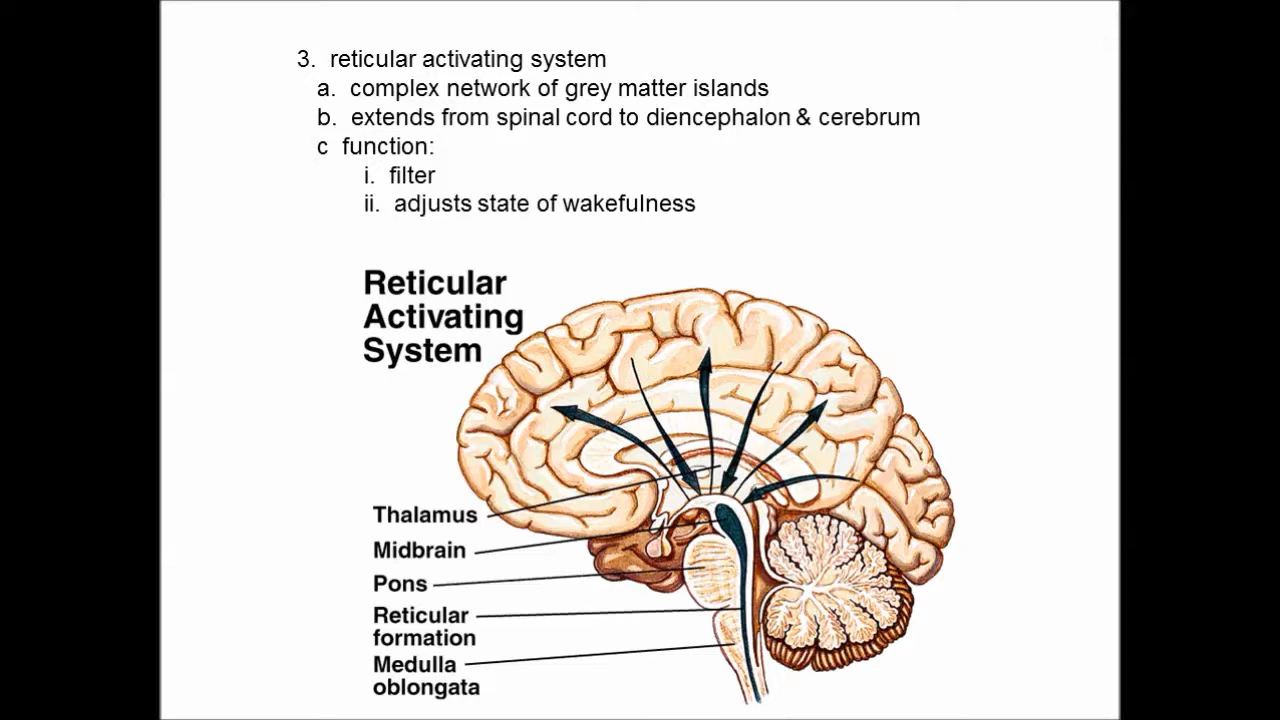 3. reticular activating system
a. complex network of grey matter islands
b. extends from spinal cord to diencephalon & cerebrum
c function:
i. filter
ii. adjusts state of wakefulness
Reticular
Activating
System
Thalamus
Midbrain
Pons
Reticular
formation
Medulla
oblongata